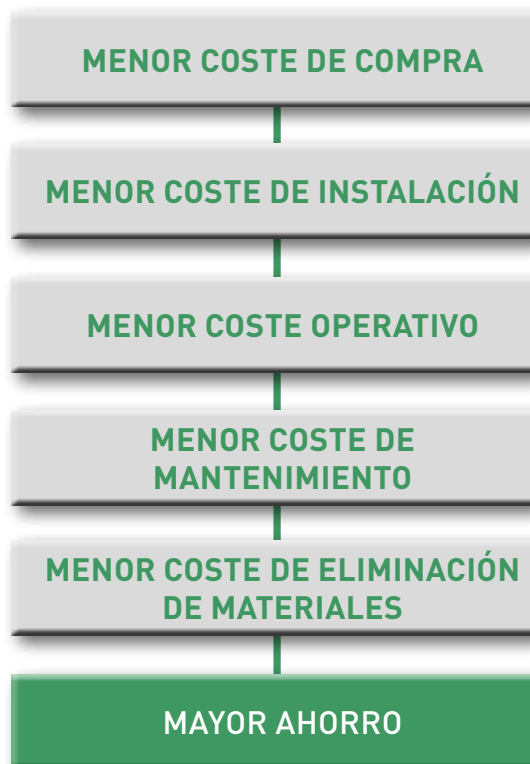 MENOR COSTE DE COMPRA
MENOR COSTE DE INSTALACIÓN
MENOR COSTE OPERATIVO
MENOR COSTE DE
MANTENIMIENTO
MENOR COSTE DE ELIMINACIÓN
DE MATERIALES
MAYOR AHORRO